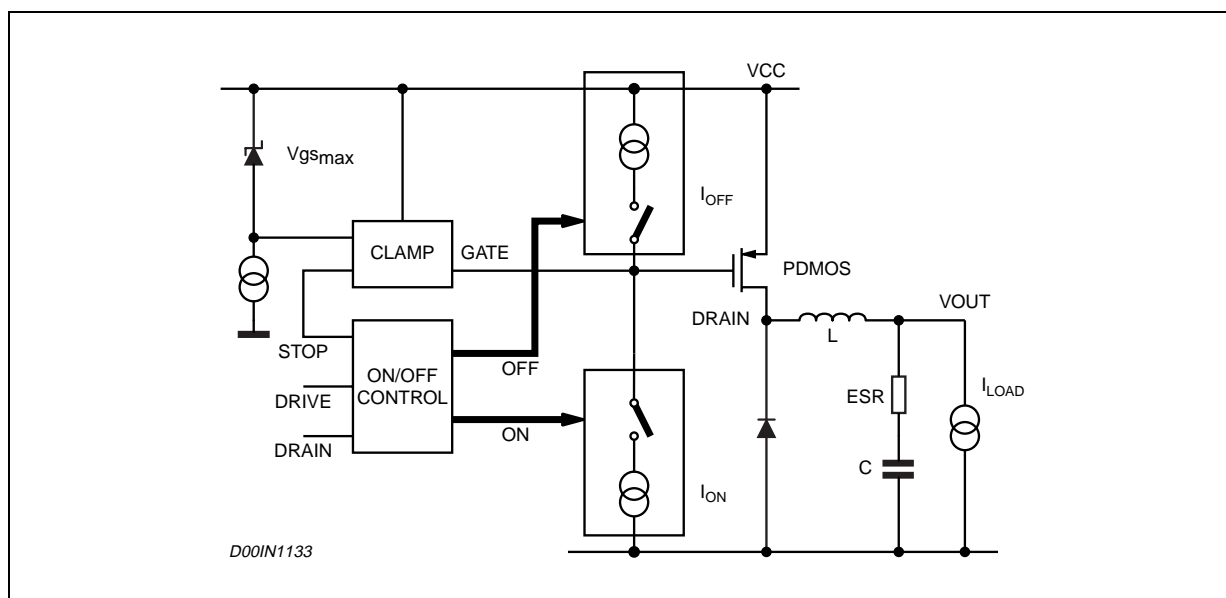 VCC
Vgsmax
IOFF
CLAMP
GATE
PDMOS
DRAIN
VOUT
L
STOP
OFF
ON/OFF
CONTROL
ESR
ILOAD
DRIVE
ON
DRAIN
C
ION
D00IN1133